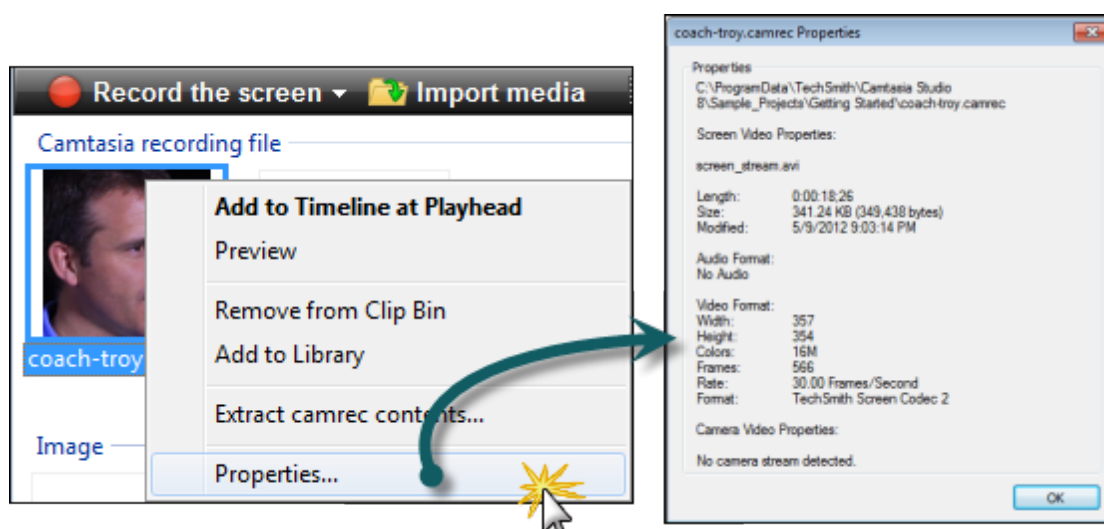 Record the screen
Import media
Camtasia recording file
coach-troy
Add to Timeline at Playhead
Preview
Remove from Clip Bin
Add to Library
Extract camrec contents...
Properties...
Image
coach-troy.camrec Properties
Properties
C:\ProgramData\TechSmith\Camtasia Studio
8\Sample_Projects\Getting Started\coach-troy.camrec
Screen Video Properties:
screen_stream.avi
Length: 0:00:18;26
Size: 341.24 KB (349,438 bytes)
Modified: 5/9/2012 9:03:14 PM
Audio Format:
No Audio
Video Format:
Width: 357
Height: 354
Colors: 16M
Frames: 566
Rate: 30.00 Frames/Second
Format: TechSmith Screen Codec 2
Camera Video Properties:
No camera stream detected.
OK